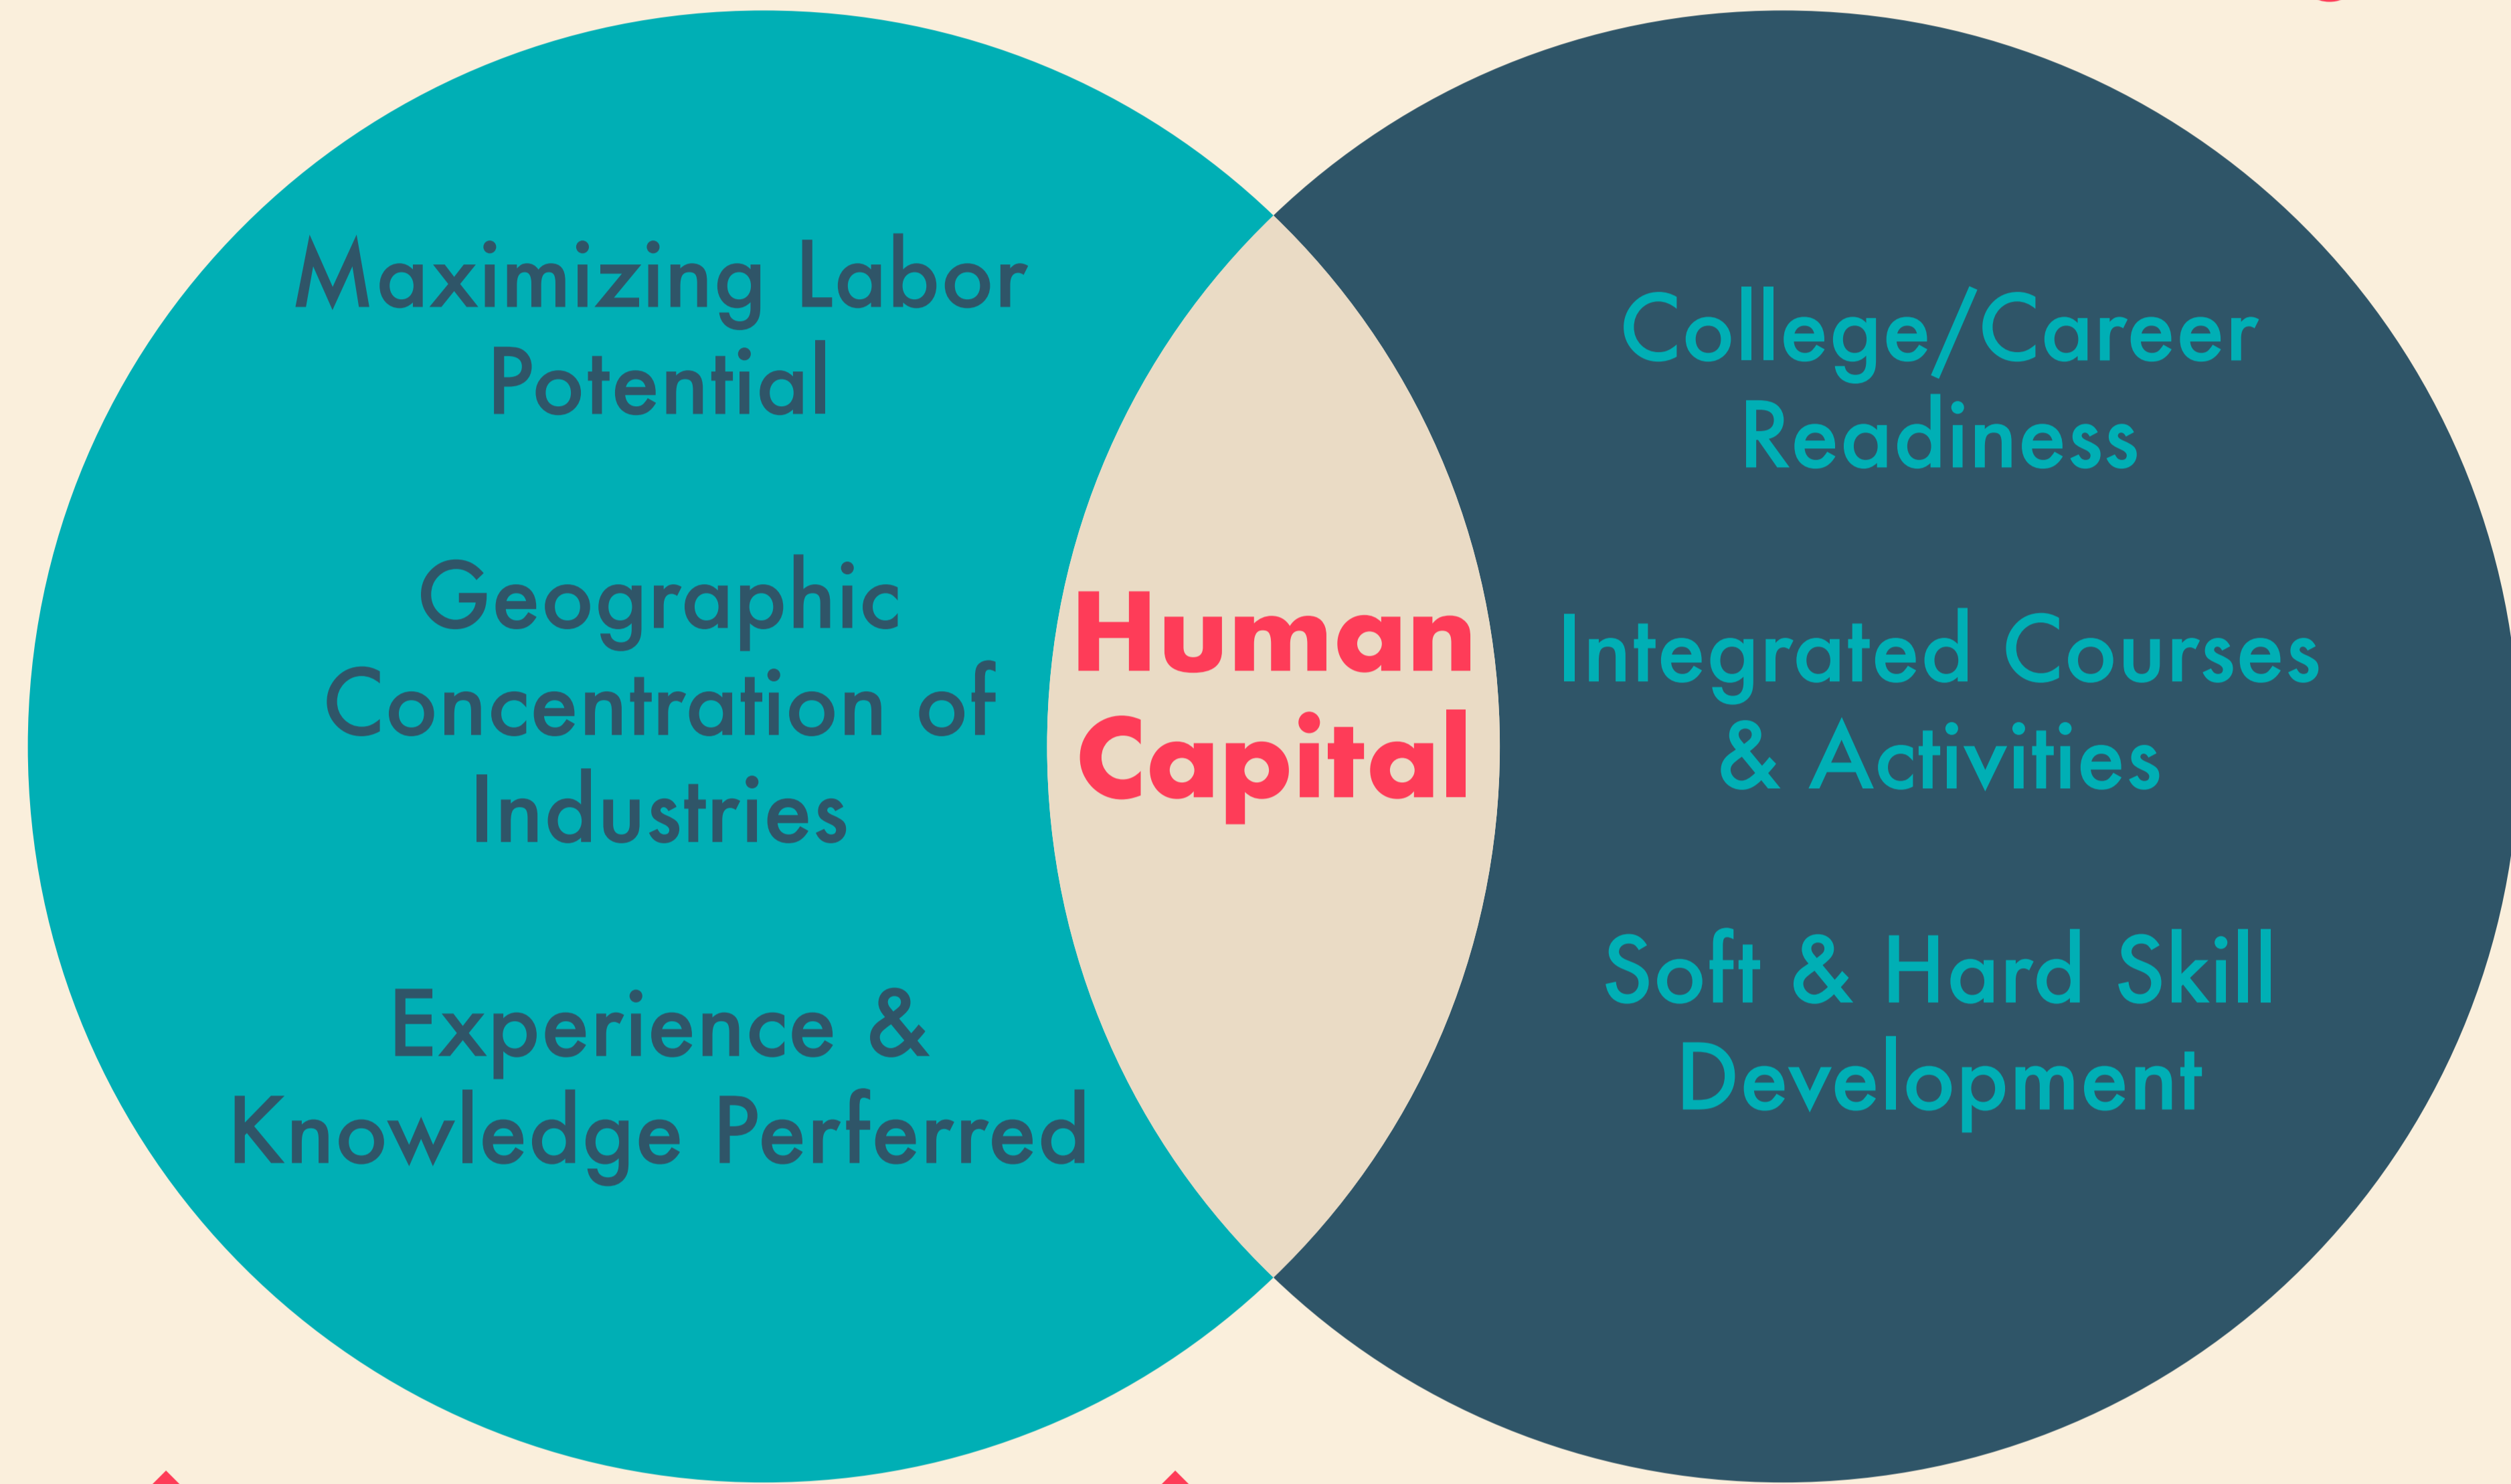 Maximizing Labor
Potential
Geographic
Concentration of
Industries
Experience &
Knowledge Perferred
Human
Capital
College/Career
Readiness
Integrated Courses
& Activities
Soft & Hard Skill
Development